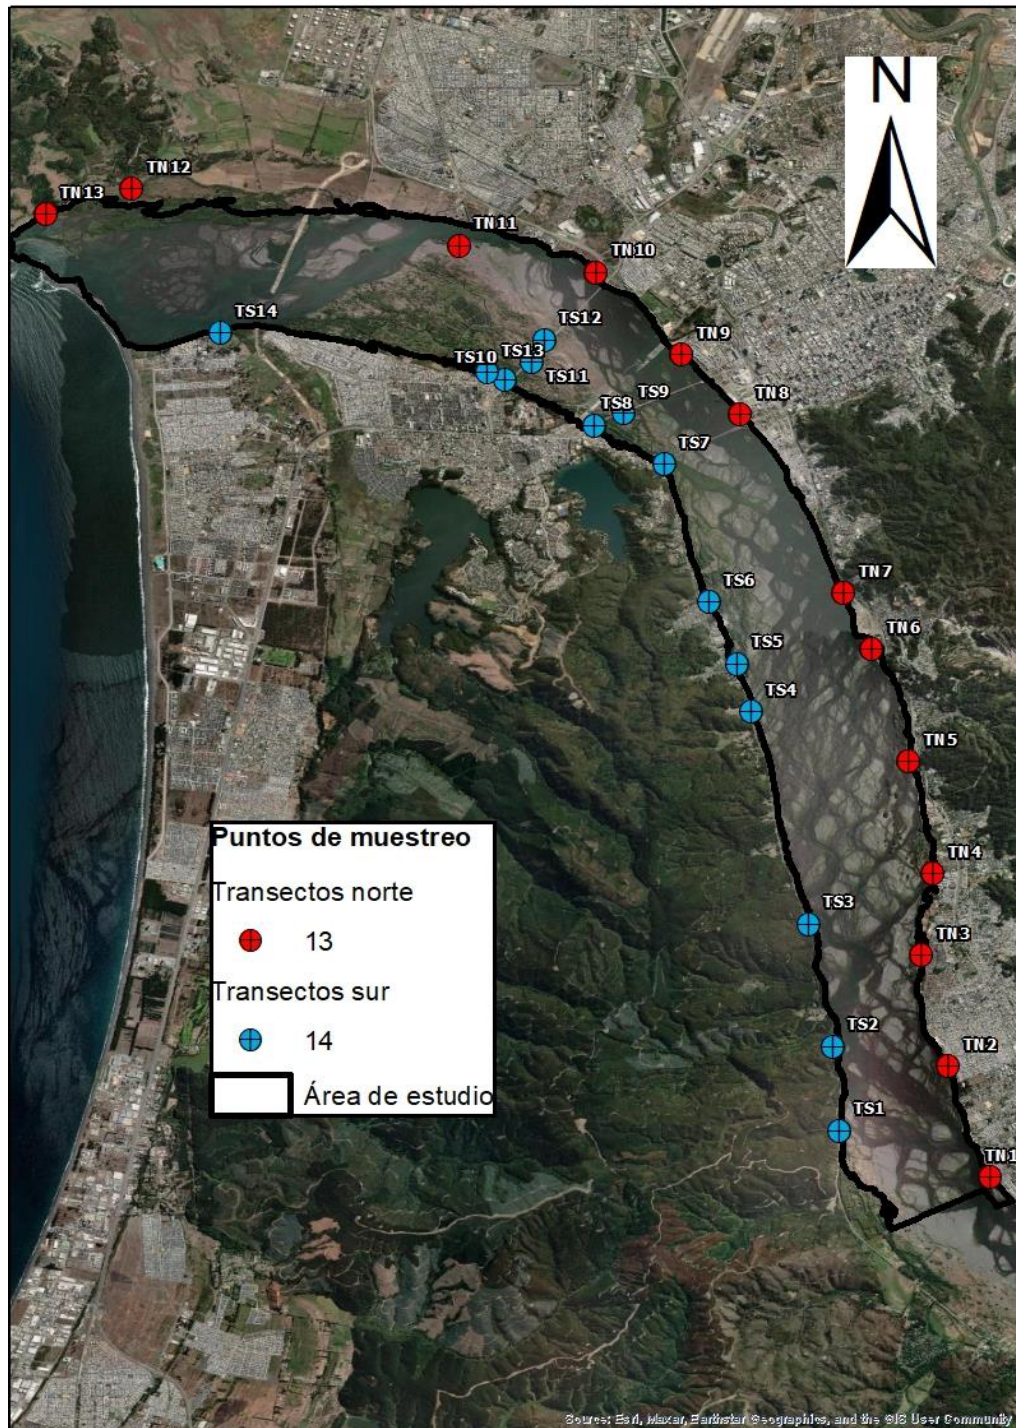 N
TN12
TN13
TN11
TN10
TS14
TS12
TN9
TS10
TS13
TS11
TS9
TS8
TN8
TS7
TN7
TS6
TN6
TS5
TS4
TN5
Puntos de muestreo
TN4
Transectos norte
TS3
13
TN3
Transectos sur
14
TS2
TN2
Área de estudio
TS1
TN1
Source: Esri, Maxar, Earthstar Geographics, and the GIS User Community